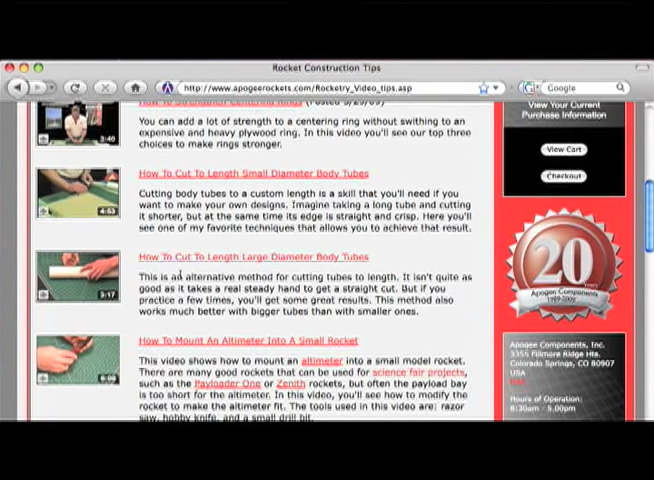 Rocket Construction Tips
http://www.apogeerockets.com/Rocketry_Video_tips.asp
Google
How To Strengthen Centering Rings (Posted 5/25/09)
You can add a lot of strength to a centering ring without swithing to an
expensive and heavy plywood ring. In this video you'll see our top three
choices to make rings stronger.
3:40
How To Cut To Length Small Diameter Body Tubes
Cutting body tubes to a custom length is a skill that you'll need if you
want to make your own designs. Imagine taking a long tube and cutting
it shorter, but at the same time its edge is straight and crisp. Here you'll
see one of my favorite techniques that allows you to achieve that result.
4:53
How To Cut To Length Large Diameter Body Tubes
This is an alternative method for cutting tubes to length. It isn't quite as
good as it takes a real steady hand to get a straight cut. But if you
practice a few times, you'll get some great results. This method also
works much better with bigger tubes than with smaller ones.
3:17
How To Mount An Altimeter Into A Small Rocket
This video shows how to mount an altimeter into a small model rocket.
There are many good rockets that can be used for science fair projects,
such as the Payloader One or Zenith rockets, but often the payload bay
is too short for the altimeter. In this video, you'll see how to modify the
rocket to make the altimeter fit. The tools used in this video are: razor
saw, hobby knife, and a small drill bit.
6:09
View Your Current
Purchase Information
View Cart
Checkout
20
Apogee Components
1989-2009
Apogee Components, Inc.
3355 Fillmore Ridge Hts.
Colorado Springs, CO 80907
USA
Hours of Operation:
8:30am - 5:00pm